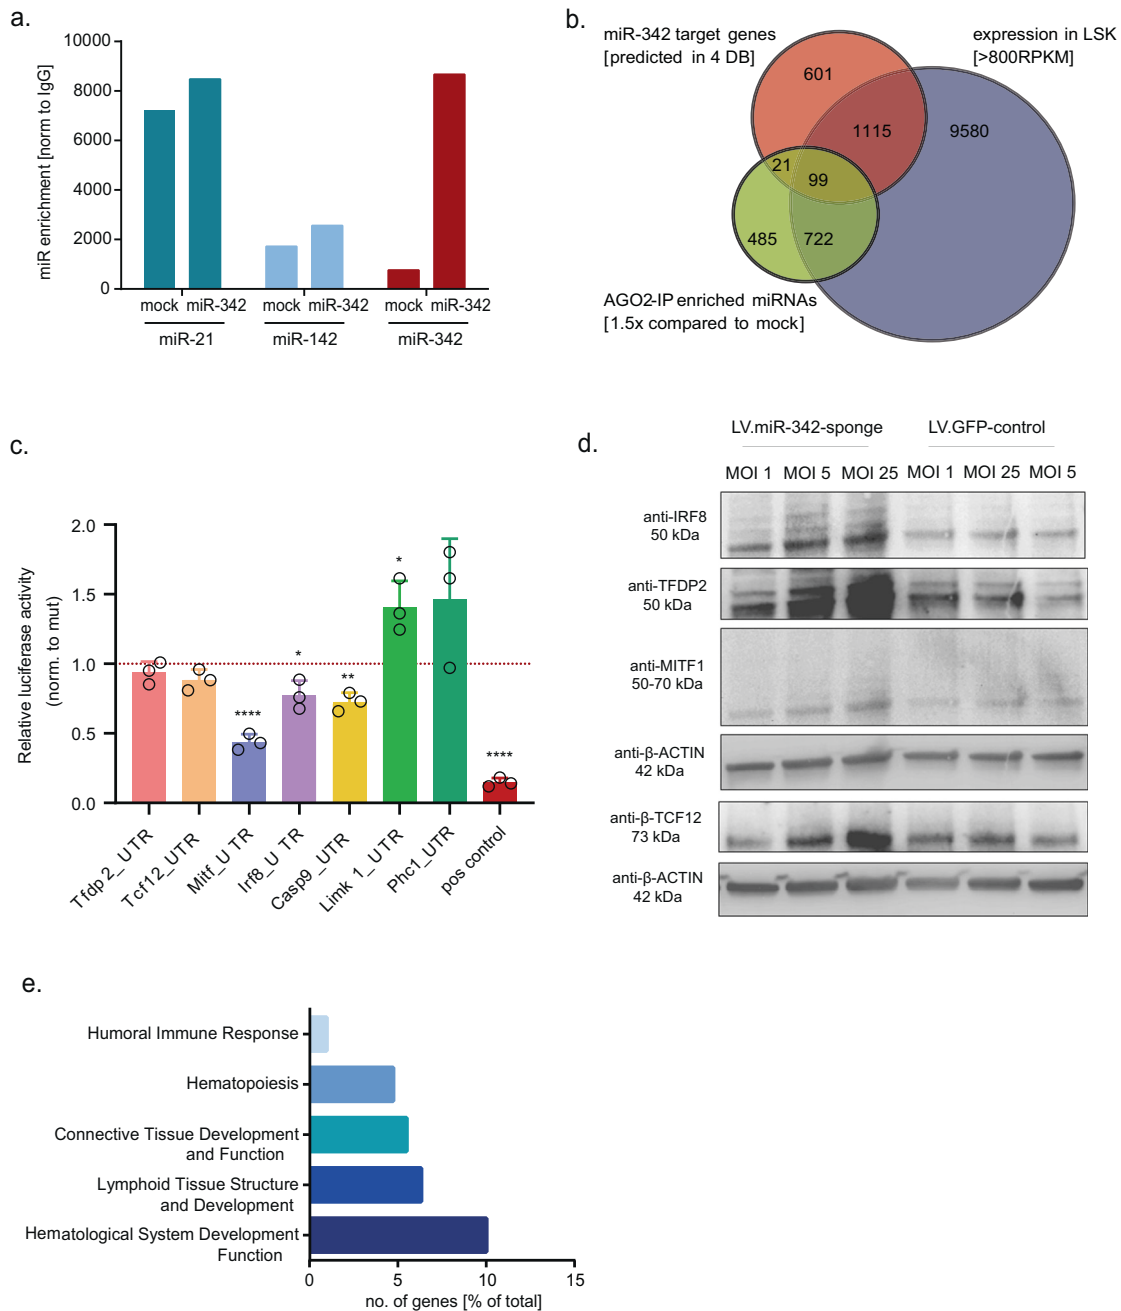 a.
miR enrichment [norm to IgG]
10000
8000
6000
4000
2000
0
mock miR-342 mock miR-342 mock miR-342
miR-21 miR-142 miR-342
b.
miR-342 target genes
[predicted in 4 DB]
expression in LSK
[>800RPKM]
601
1115
9580
21
99
485
722
AGO2-IP enriched miRNAs
[1.5x compared to mock]
c.
Relative luciferase activity
(norm. to mut)
2.0
1.5
1.0
0.5
0.0
****
*
**
*
****
Tfdp 2_U TR
Tcf12_UTR
Mitf_U TR
Irf8_U TR
Casp9_UTR
Limk 1_UTR
Phc1_UTR
pos control
d.
LV.miR-342-sponge LV.GFP-control
MOI 1 MOI 5 MOI 25 MOI 1 MOI 25 MOI 5
anti-IRF8
50 kDa
anti-TFDP2
50 kDa
anti-MITF1
50-70 kDa
anti-β-ACTIN
42 kDa
anti-β-TCF12
73 kDa
anti-β-ACTIN
42 kDa
e.
Humoral Immune Response
Hematopoiesis
Connective Tissue Development
and Function
Lymphoid Tissue Structure
and Development
Hematological System Development
Function
0 5 10 15
no. of genes [% of total]